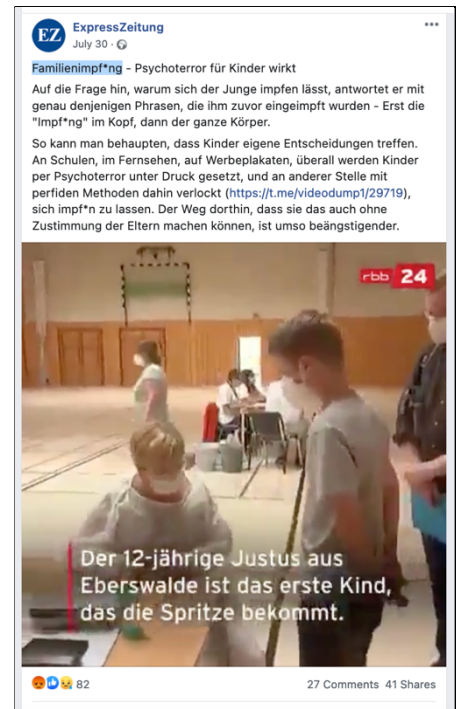 EZ
ExpressZeitung
July 30 ·
Familienimpf*ng - Psychoterror für Kinder wirkt
Auf die Frage hin, warum sich der Junge impfen lässt, antwortet er mit
genau denjenigen Phrasen, die ihm zuvor eingeimpft wurden - Erst die
"Impf*ng" im Kopf, dann der ganze Körper.
So kann man behaupten, dass Kinder eigene Entscheidungen treffen.
An Schulen, im Fernsehen, auf Werbeplakaten, überall werden Kinder
per Psychoterror unter Druck gesetzt, und an anderer Stelle mit
perfiden Methoden dahin verlockt (https://t.me/videodump1/29719),
sich impf*n zu lassen. Der Weg dorthin, dass sie das auch ohne
Zustimmung der Eltern machen können, ist umso beängstigender.
rbb 24
Der 12-jährige Justus aus
Eberswalde ist das erste Kind,
das die Spritze bekommt.
82
27 Comments 41 Shares